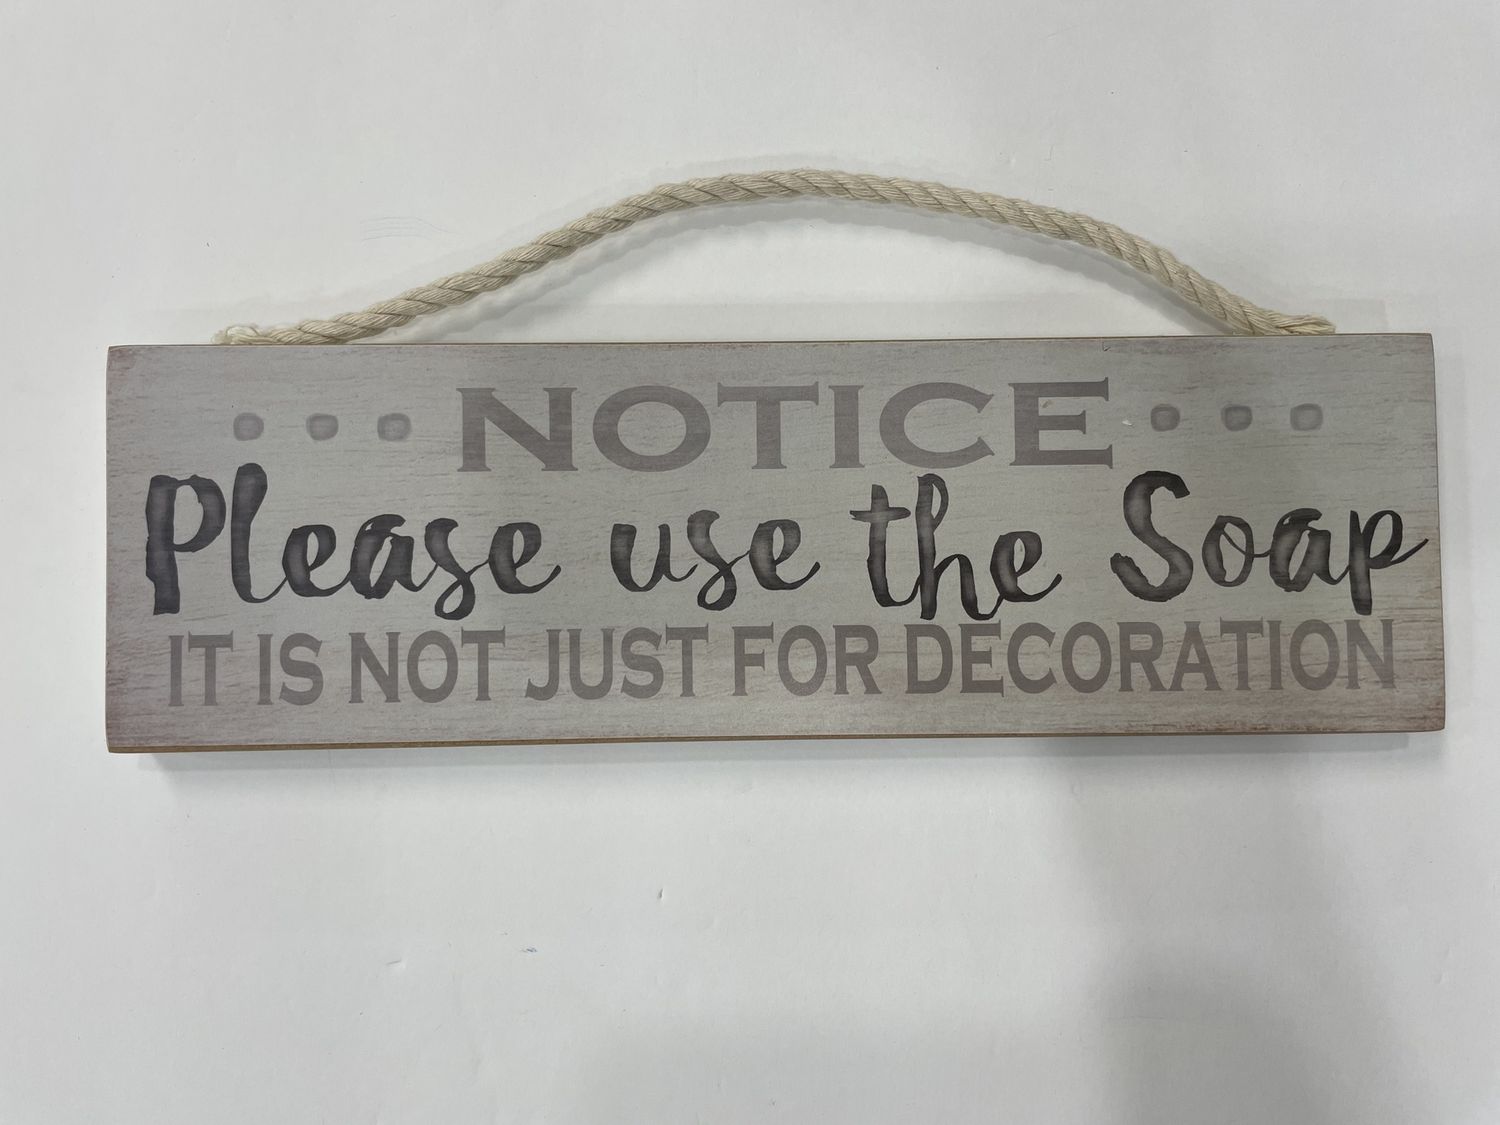 • • • NOTICE • • •
Please use the Soap
IT IS NOT JUST FOR DECORATION